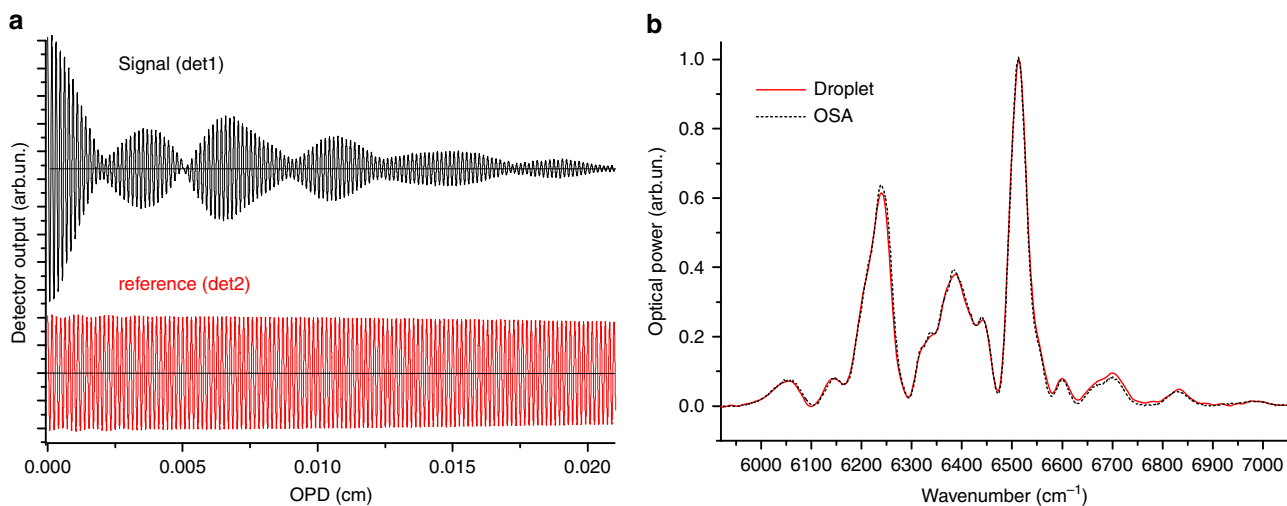 a
Signal (det1)
reference (det2)
Detector output (arb.un.)
0.000 0.005 0.010 0.015 0.020
OPD (cm)
b
Droplet
OSA
Optical power (arb.un.)
1.0
0.8
0.6
0.4
0.2
0.0
6000 6100 6200 6300 6400 6500 6600 6700 6800 6900 7000
Wavenumber (cm⁻¹)